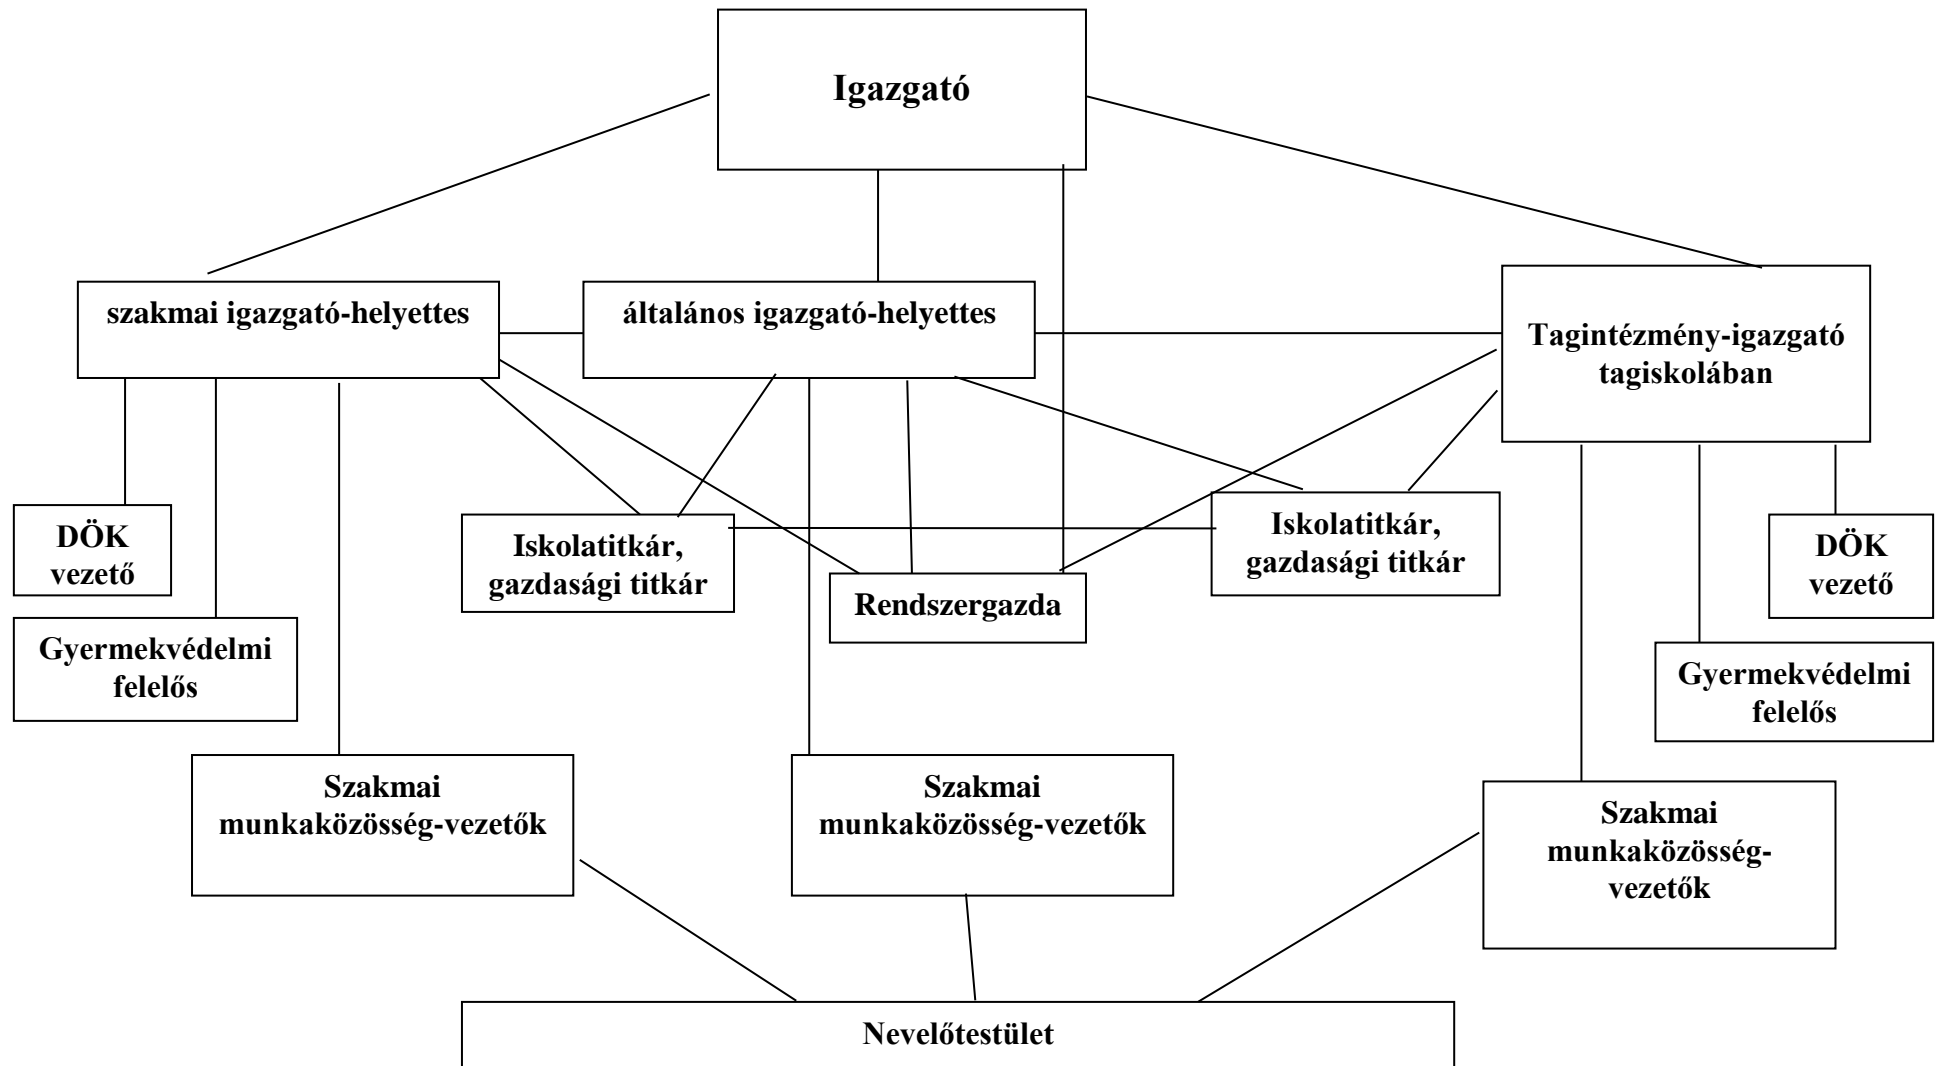 Igazgató
szakmai igazgató-helyettes
általános igazgató-helyettes
Tagintézmény-igazgató
tagiskolában
DÖK
vezető
Iskolatitkár,
gazdasági titkár
Rendszergazda
Iskolatitkár,
gazdasági titkár
DÖK
vezető
Gyermekvédelmi
felelős
Gyermekvédelmi
felelős
Szakmai
munkaközösség-vezetők
Szakmai
munkaközösség-vezetők
Szakmai
munkaközösség-
vezetők
Nevelőtestület